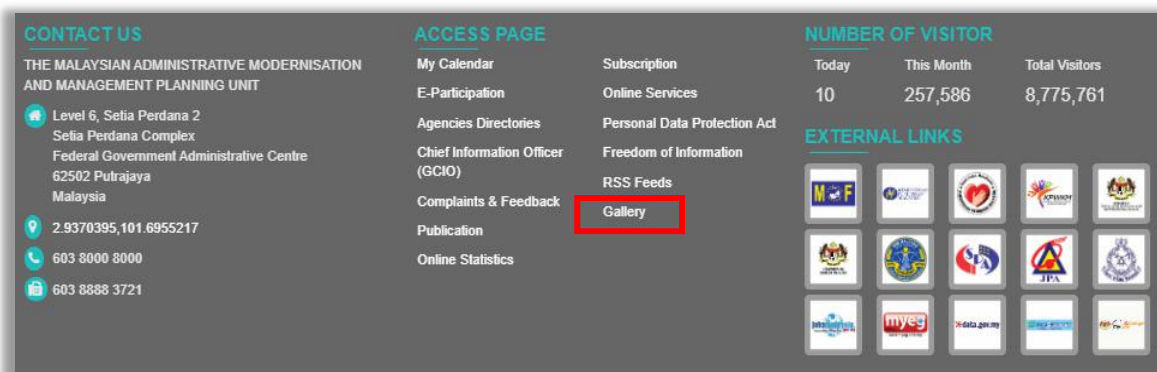 CONTACT US
THE MALAYSIAN ADMINISTRATIVE MODERNISATION
AND MANAGEMENT PLANNING UNIT
Level 6, Setia Perdana 2
Setia Perdana Complex
Federal Government Administrative Centre
62502 Putrajaya
Malaysia
2.9370395,101.6955217
603 8000 8000
603 8888 3721
ACCESS PAGE
My Calendar
E-Participation
Agencies Directories
Chief Information Officer
(GCIO)
Complaints & Feedback
Publication
Online Statistics
Subscription
Online Services
Personal Data Protection Act
Freedom of Information
RSS Feeds
Gallery
NUMBER OF VISITOR
Today This Month Total Visitors
10 257,586 8,775,761
EXTERNAL LINKS
KPWKM
SPA
JPA
myeg
data.gov.my